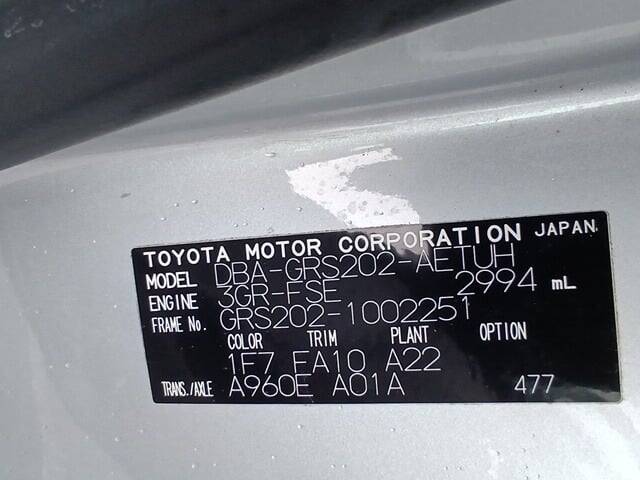 TOYOTA MOTOR CORPORATION JAPAN
MODEL DBA-GRS202-AETUH
ENGINE 3GR-FSE 2994 mL
FRAME No. GRS202-1002251
COLOR TRIM PLANT OPTION
1F7 FA10 A22
TRANS./AXLE A960E A01A 477